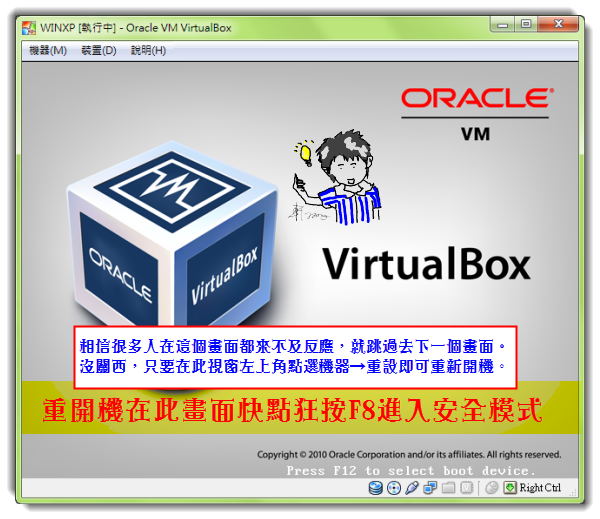 WINXP [執行中] - Oracle VM VirtualBox
機器(M) 裝置(D) 說明(H)
ORACLE®
VM
ORACLE
VirtualBox
VirtualBox
相信很多人在這個畫面都來不及反應，就跳過去下一個畫面。
沒關西，只要在此視窗左上角點選機器→重設即可重新開機。
重開機在此畫面快點狂按F8進入安全模式
Copyright © 2010 Oracle Corporation and/or its affiliates. All rights reserved.
Press F12 to select boot device.
Right Ctrl